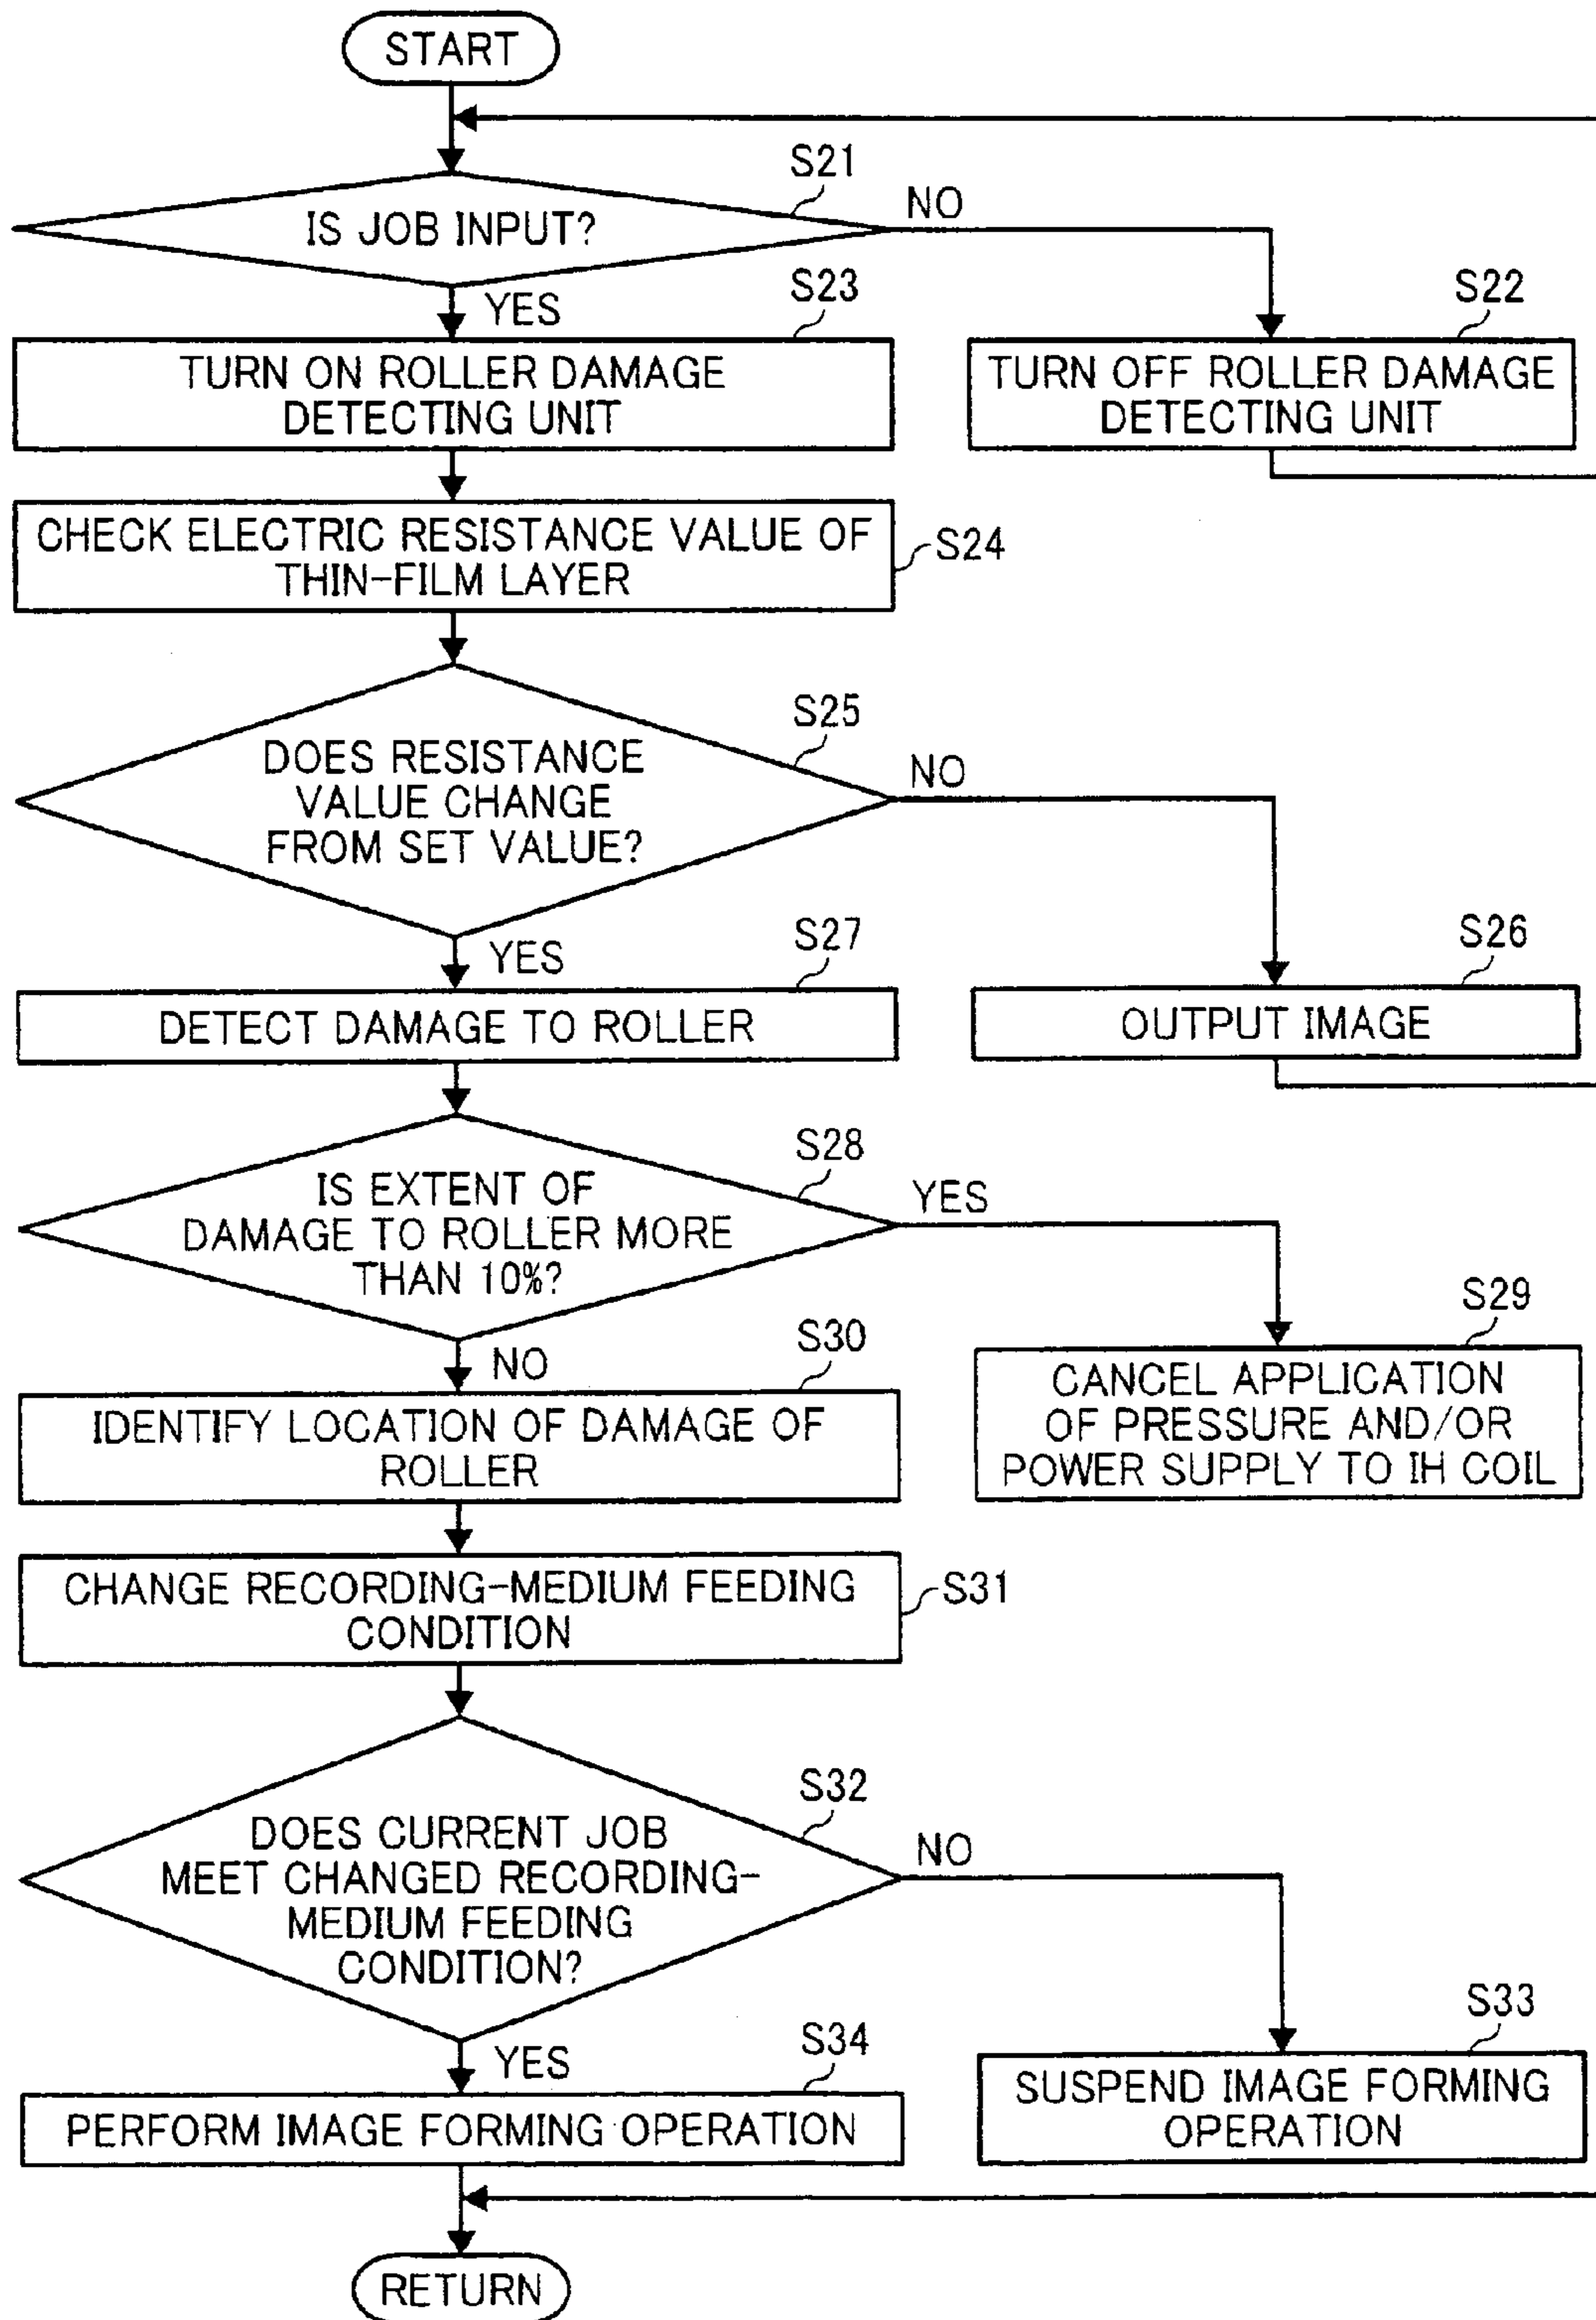 START
S21
IS JOB INPUT?
NO
YES
S23
TURN ON ROLLER DAMAGE
DETECTING UNIT
S22
TURN OFF ROLLER DAMAGE
DETECTING UNIT
CHECK ELECTRIC RESISTANCE VALUE OF
THIN-FILM LAYER
S24
S25
DOES RESISTANCE
VALUE CHANGE
FROM SET VALUE?
NO
YES
S27
DETECT DAMAGE TO ROLLER
S26
OUTPUT IMAGE
S28
IS EXTENT OF
DAMAGE TO ROLLER MORE
THAN 10%?
YES
NO
S29
CANCEL APPLICATION
OF PRESSURE AND/OR
POWER SUPPLY TO IH COIL
S30
IDENTIFY LOCATION OF DAMAGE OF
ROLLER
CHANGE RECORDING-MEDIUM FEEDING
CONDITION
S31
S32
DOES CURRENT JOB
MEET CHANGED RECORDING-
MEDIUM FEEDING
CONDITION?
NO
YES
S33
SUSPEND IMAGE FORMING
OPERATION
S34
PERFORM IMAGE FORMING OPERATION
RETURN